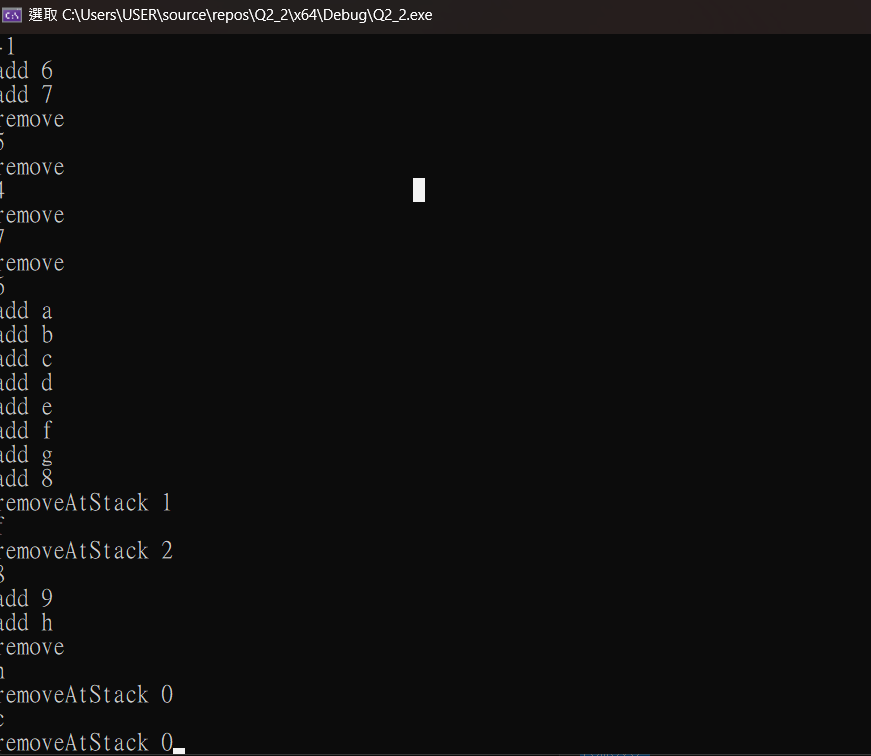 選取 C:\Users\USER\source\repos\Q2_2\x64\Debug\Q2_2.exe
-1
add 6
add 7
remove
5
remove
4
remove
7
remove
6
add a
add b
add c
add d
add e
add f
add g
add 8
removeAtStack 1
f
removeAtStack 2
8
add 9
add h
remove
h
removeAtStack 0
c
removeAtStack 0